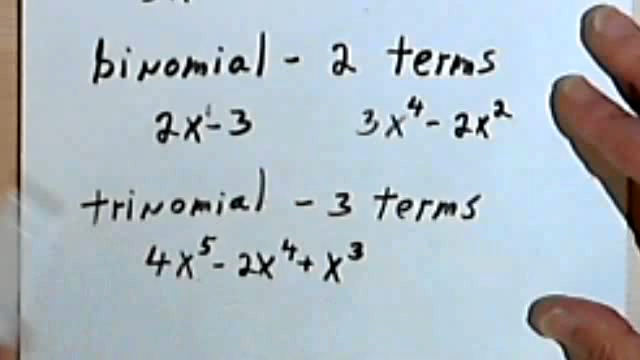 binomial - 2 terms
2x¹-3 3x⁴-2x²
trinomial - 3 terms
4x⁵-2x⁴+x³